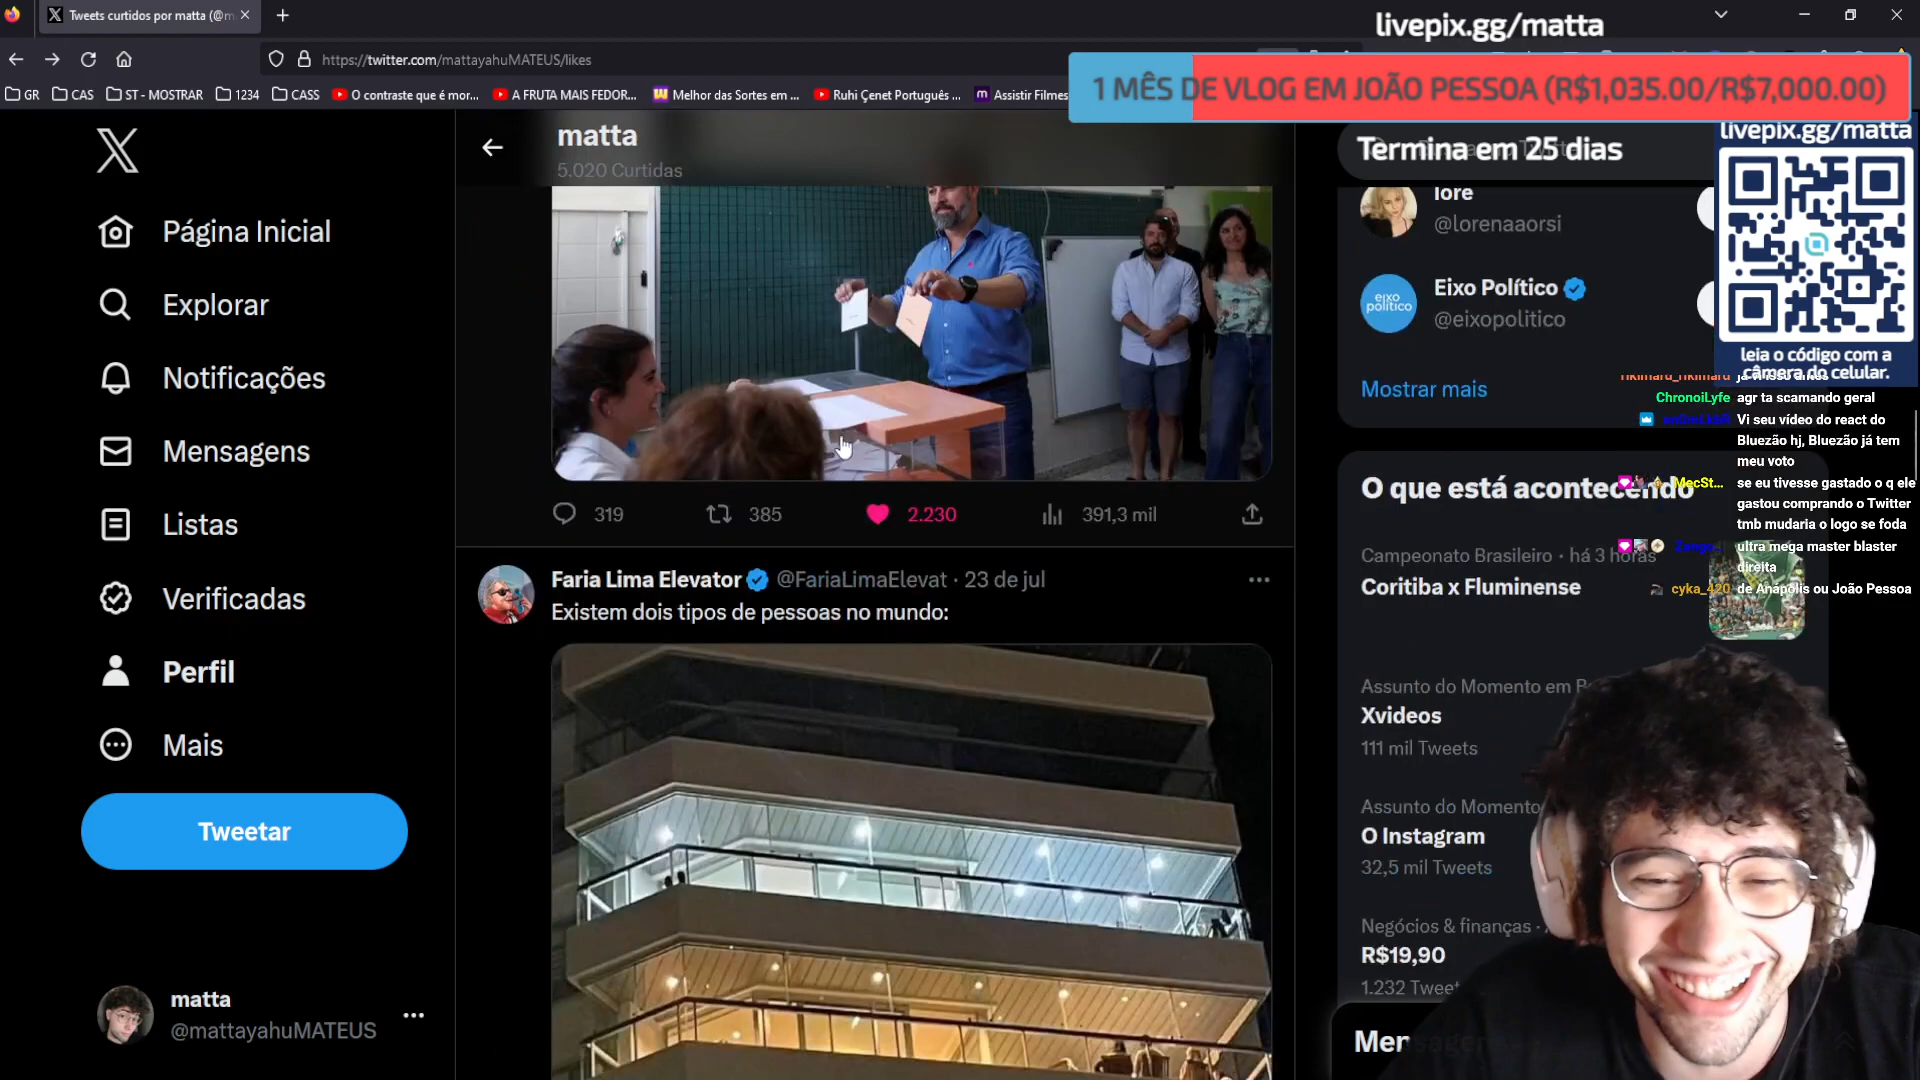 Tweets curtidos por matta (@m
livepix.gg/matta
https://twitter.com/mattayahuMATEUS/likes
GR
CAS
ST - MOSTRAR
1234
CASS
O contraste que é mor...
A FRUTA MAIS FEDOR...
Melhor das Sortes em ...
Ruhi Çenet Português ...
Assistir Filmes
1 MÊS DE VLOG EM JOÃO PESSOA (R$1,035.00/R$7,000.00)
Termina em 25 dias
livepix.gg/matta
leia o código com a
câmera do celular.
Página Inicial
Explorar
Notificações
Mensagens
Listas
Verificadas
Perfil
Mais
Tweetar
matta
@mattayahuMATEUS
matta
5.020 Curtidas
319
385
2.230
391,3 mil
Faria Lima Elevator @FariaLimaElevat · 23 de jul
Existem dois tipos de pessoas no mundo:
lore
@lorenaaorsi
Eixo Político
@eixopolitico
eixo
político
Mostrar mais
O que está acontecendo
Campeonato Brasileiro · há 3 horas
Coritiba x Fluminense
Assunto do Momento em
Xvideos
111 mil Tweets
Assunto do Momento
O Instagram
32,5 mil Tweets
Negócios & finanças ·
R$19,90
1.232 Tweet
ChronoiLyfe agr ta scamando geral
Vi seu vídeo do react do
Bluezão hj, Bluezão já tem
meu voto
MecSt... se eu tivesse gastado o q ele
gastou comprando o Twitter
tmb mudaria o logo se foda
ultra mega master blaster
direita
cyka_420 de Anápolis ou João Pessoa